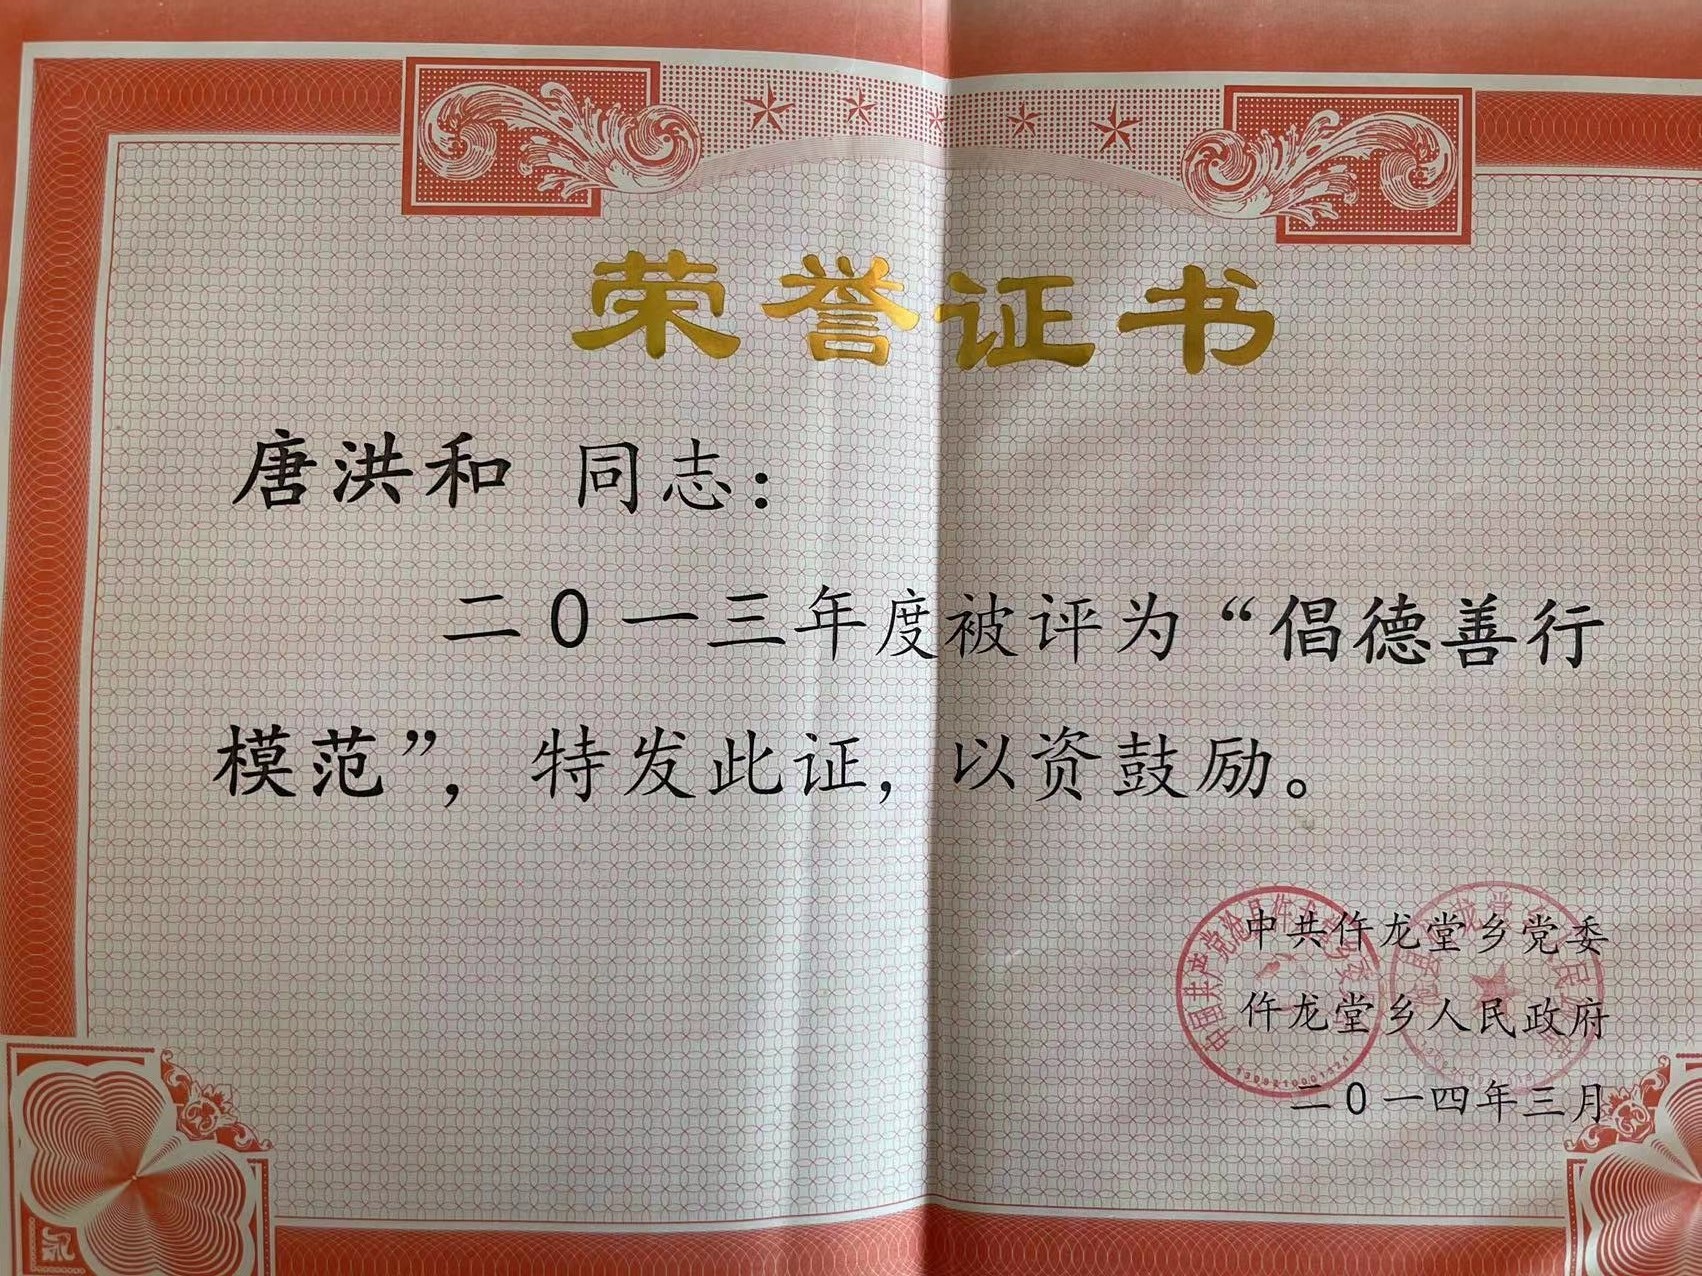 荣誉证书
唐洪和 同志：
二0一三年度被评为“倡德善行
模范”，特发此证，以资鼓励。
中共仵龙堂乡党委
仵龙堂乡人民政府
二0一四年三月